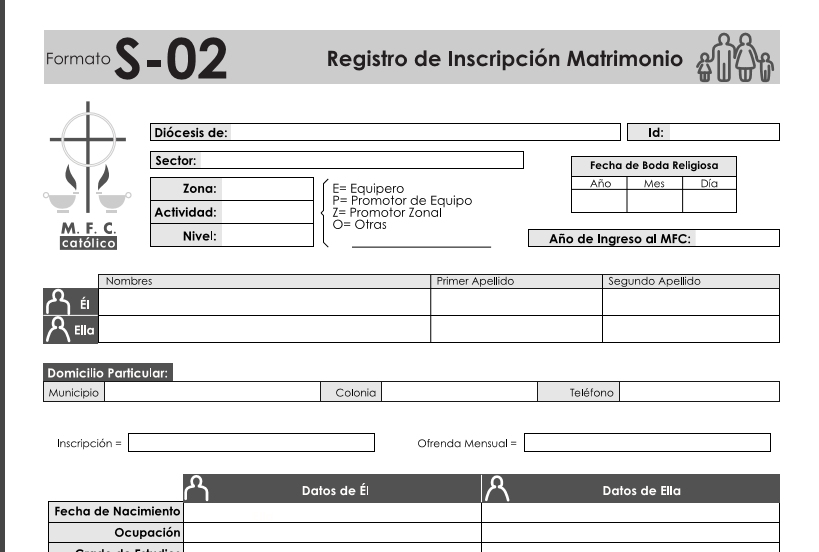 Formato S-02 Registro de Inscripción Matrimonio
Diócesis de: Id:
Sector:
Fecha de Boda Religiosa
Año Mes Día
Zona:
Actividad:
Nivel:
E= Equipero
P= Promotor de Equipo
Z= Promotor Zonal
O= Otras
Año de Ingreso al MFC:
M. F. C.
católico
Nombres Primer Apellido Segundo Apellido
Él
Ella
Domicilio Particular:
Municipio Colonia Teléfono
Inscripción = Ofrenda Mensual =
Datos de Él Datos de Ella
Fecha de Nacimiento
Ocupación
Grado de Estudios